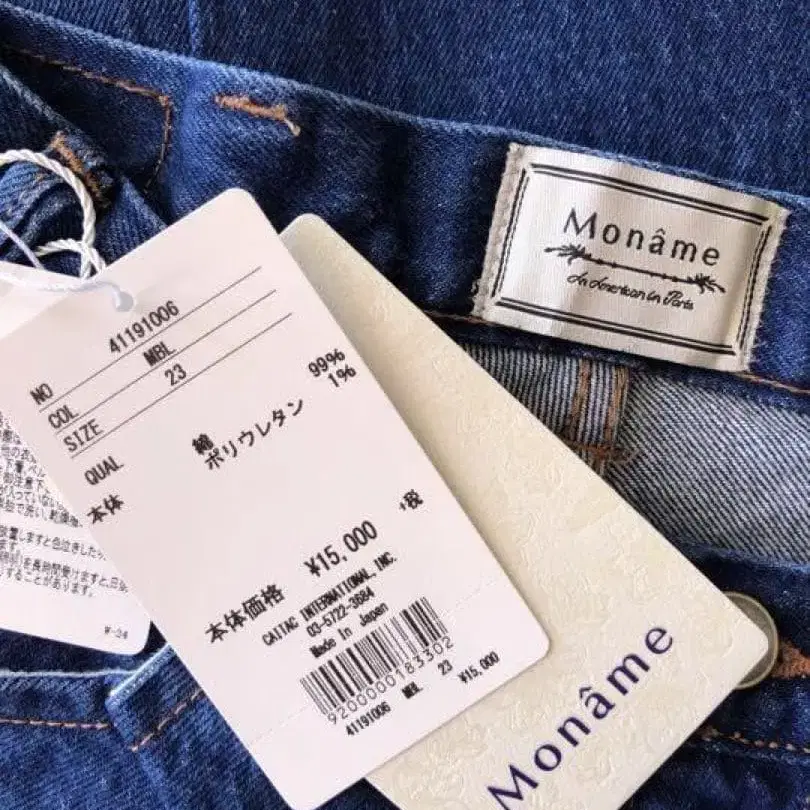 Monâme
An American in Paris
NO 41191006
COL MBL
SIZE 23
QUAL
本体 綿 99%
ポリウレタン 1%
本体価格 ¥15,000 +税
CAITAC INTERNATIONAL, INC.
03-5722-3684
Made In Japan
9200000183302
41191006 MBL 23 ¥15,000
Monâme
W-34